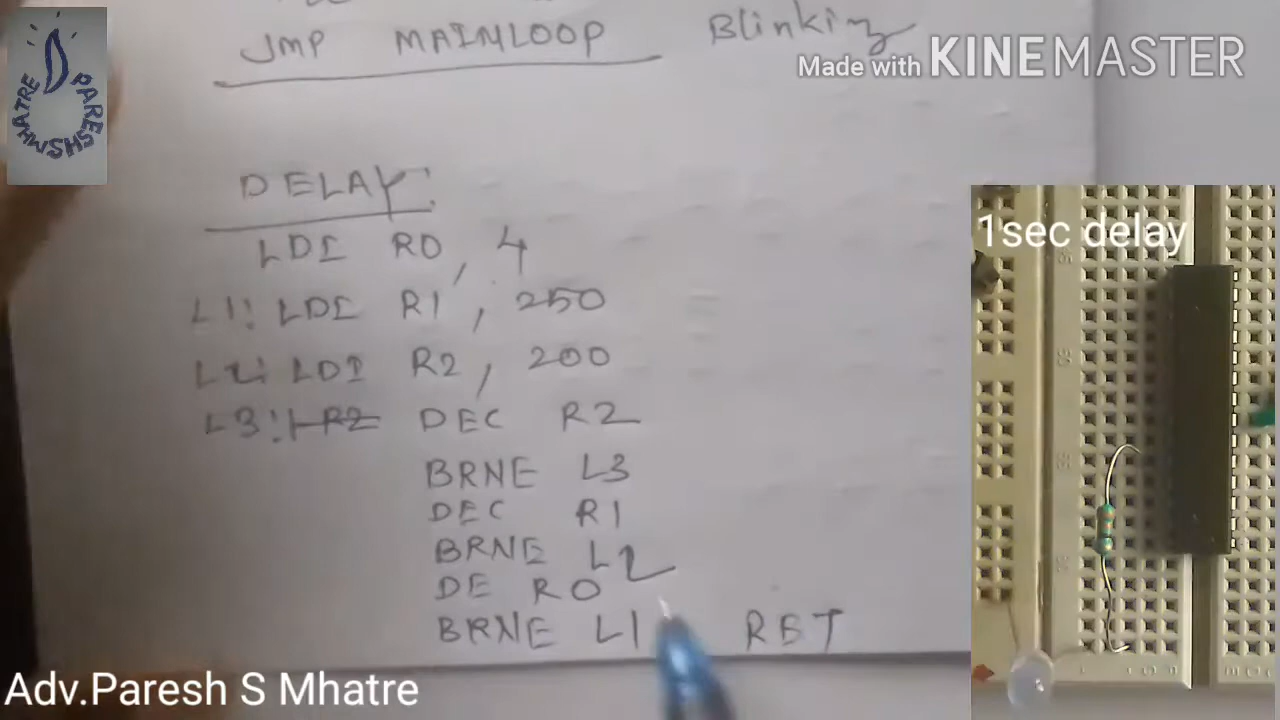 JMP MAINLOOP Blinking
Made with KINEMASTER
PARESHSMHATRE
DELAY:
1sec delay
LDI R0, 4
L1: LDI R1, 250
L2: LDI R2, 200
L3: DEC R2
BRNE L3
DEC R1
BRNE L2
DE R0
BRNE L1 RET
Adv.Paresh S Mhatre